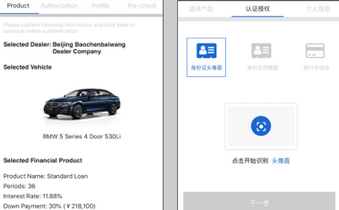 Product
Authorization
Profile
Pre-check
Please confirm following information and click Next to
continue online authentication
Selected Dealer: Beijing Baochenbaiwang
Dealer Company
Selected Vehicle
BMW 5 Series 4 Door 530Li
Selected Financial Product
Product Name: Standard Loan
Periods: 36
Interest Rate: 11.88%
Down Payment: 30% (￥218,100)
选择产品
认证授权
个人信息
身份证头像面
身份证国徽面
银行卡信息
点击开始识别 头像面
下一步